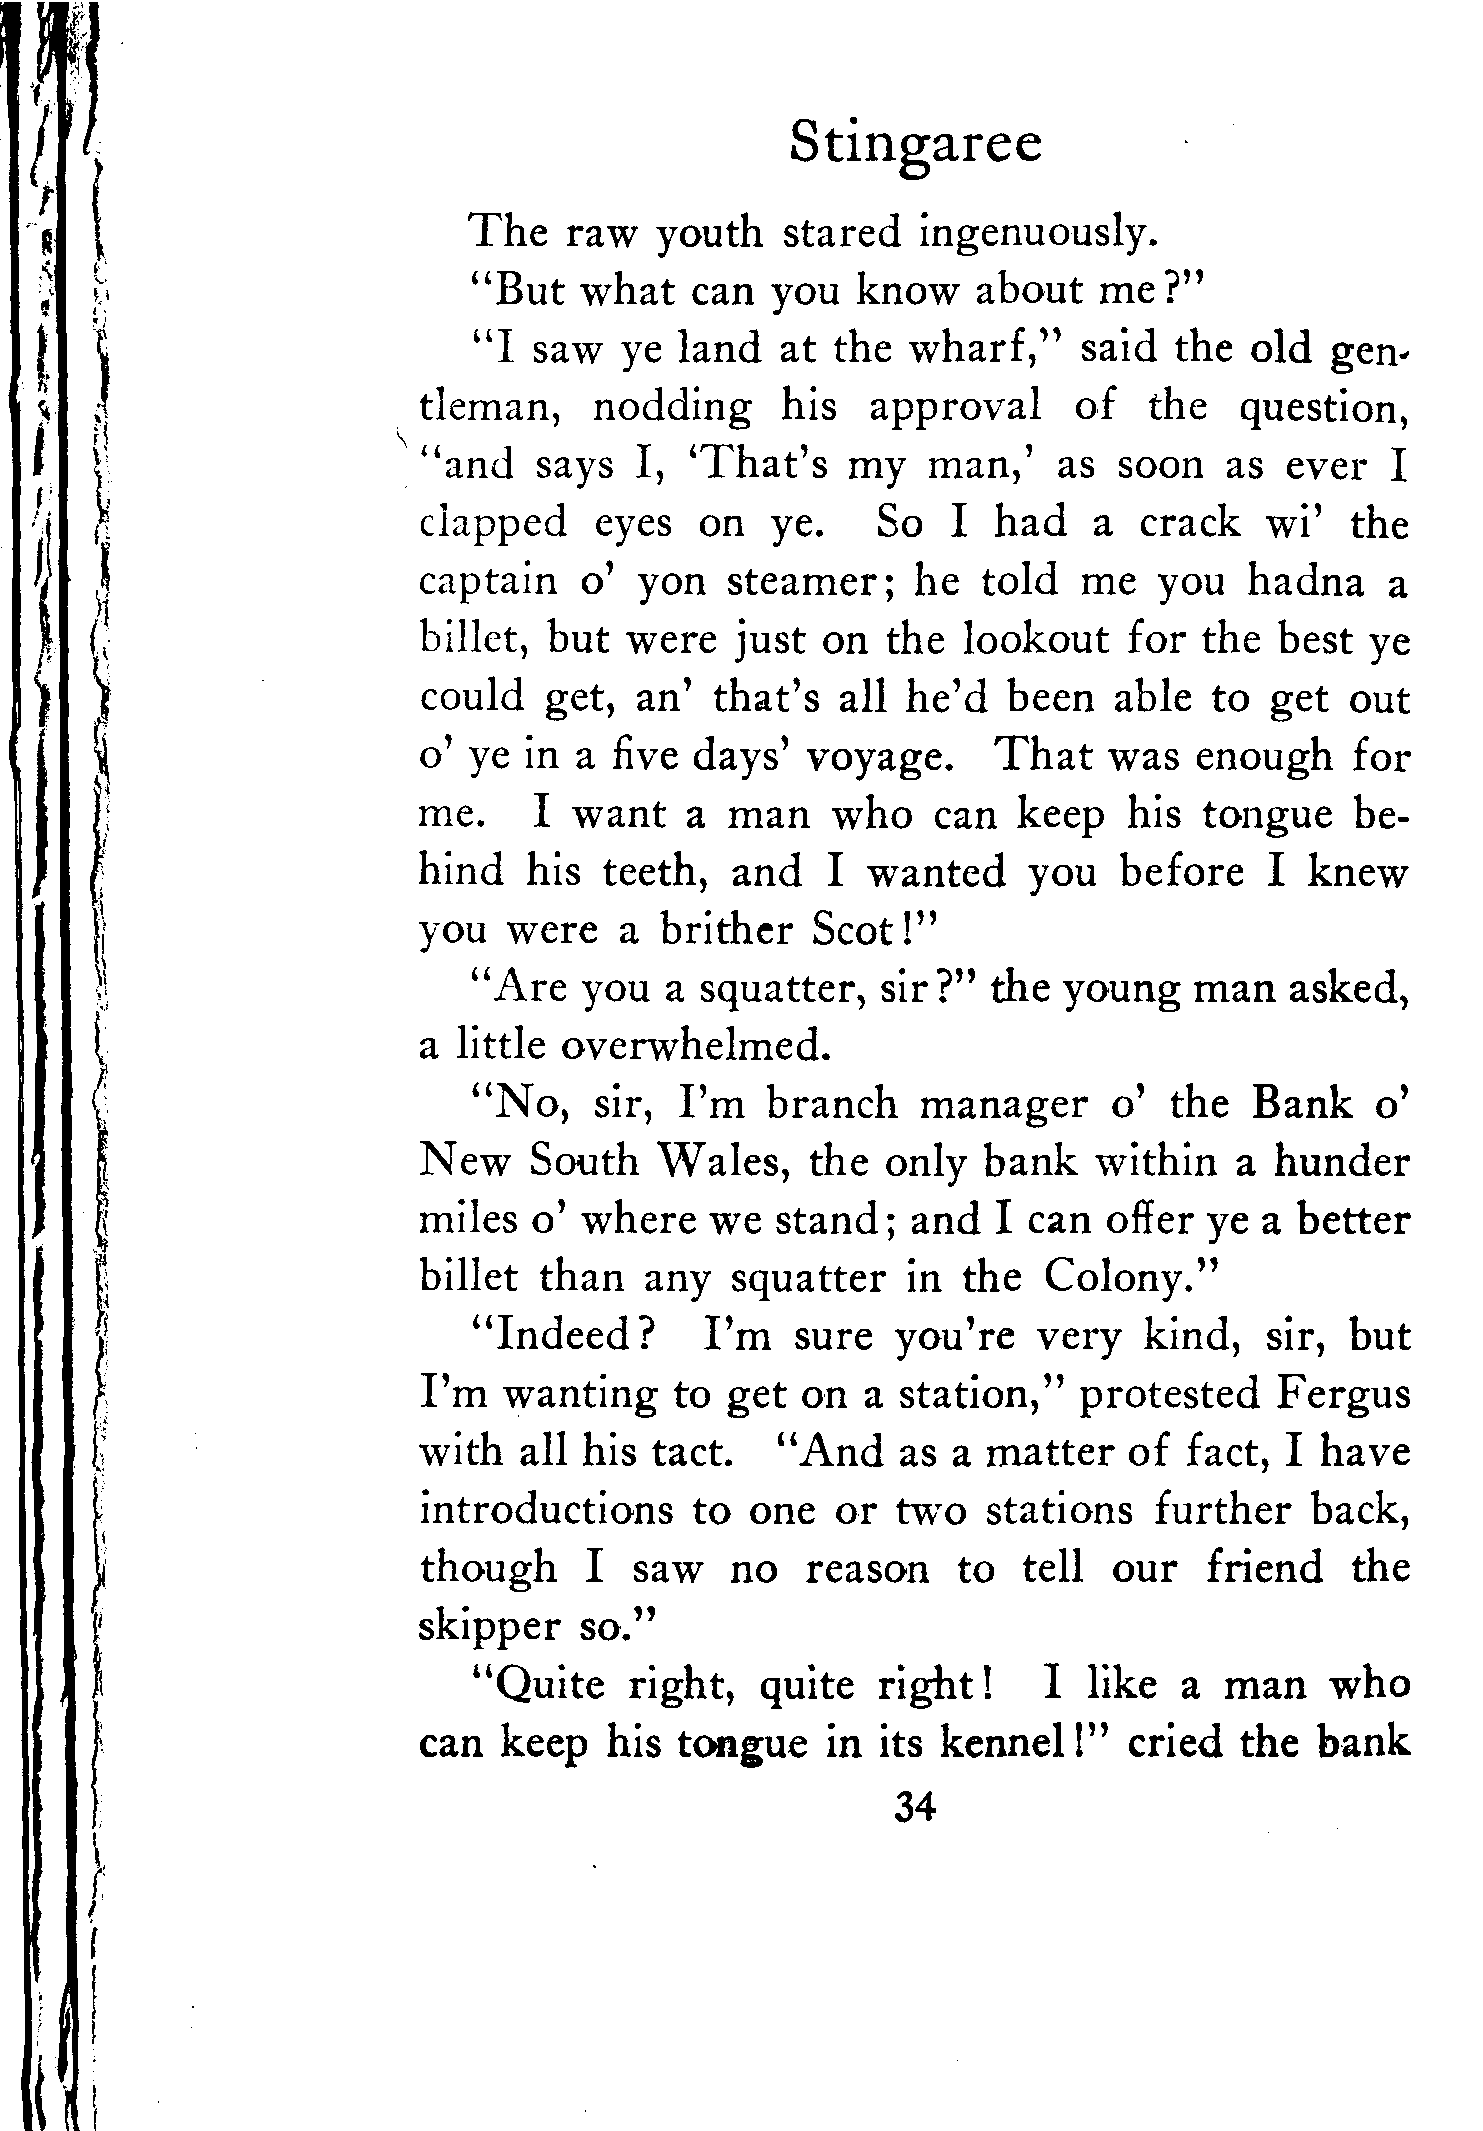 Stingaree
The raw youth stared ingenuously.
“But what can you know about me?”
“I saw ye land at the wharf,” said the old gen-
tleman, nodding his approval of the question,
“and says I, ‘That’s my man,’ as soon as ever I
clapped eyes on ye. So I had a crack wi’ the
captain o’ yon steamer; he told me you hadna a
billet, but were just on the lookout for the best ye
could get, an’ that’s all he’d been able to get out
o’ ye in a five days’ voyage. That was enough for
me. I want a man who can keep his tongue be-
hind his teeth, and I wanted you before I knew
you were a brither Scot!”
“Are you a squatter, sir?” the young man asked,
a little overwhelmed.
“No, sir, I’m branch manager o’ the Bank o’
New South Wales, the only bank within a hunder
miles o’ where we stand; and I can offer ye a better
billet than any squatter in the Colony.”
“Indeed? I’m sure you’re very kind, sir, but
I’m wanting to get on a station,” protested Fergus
with all his tact. “And as a matter of fact, I have
introductions to one or two stations further back,
though I saw no reason to tell our friend the
skipper so.”
“Quite right, quite right! I like a man who
can keep his tongue in its kennel!” cried the bank
34